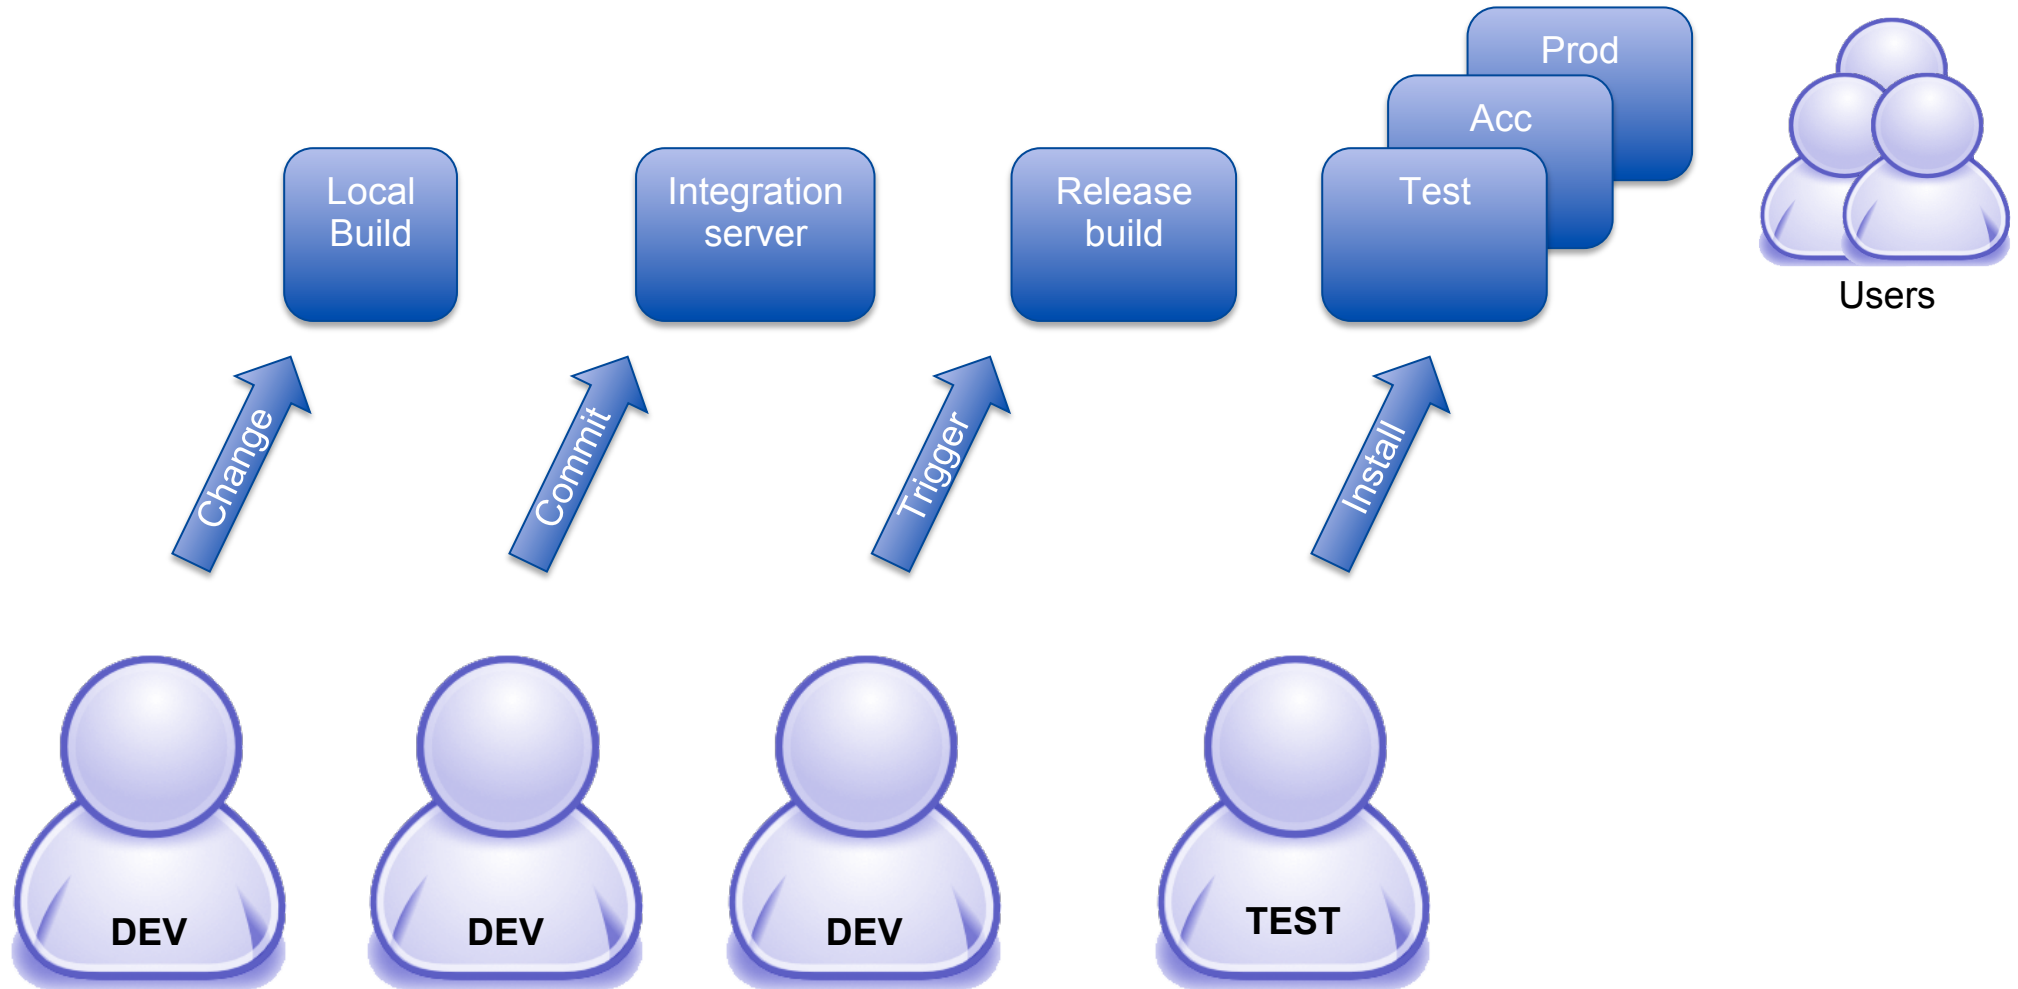 Prod
Acc
Local
Build
Integration
server
Release
build
Test
Users
Change
Commit
Trigger
Install
DEV
DEV
DEV
TEST